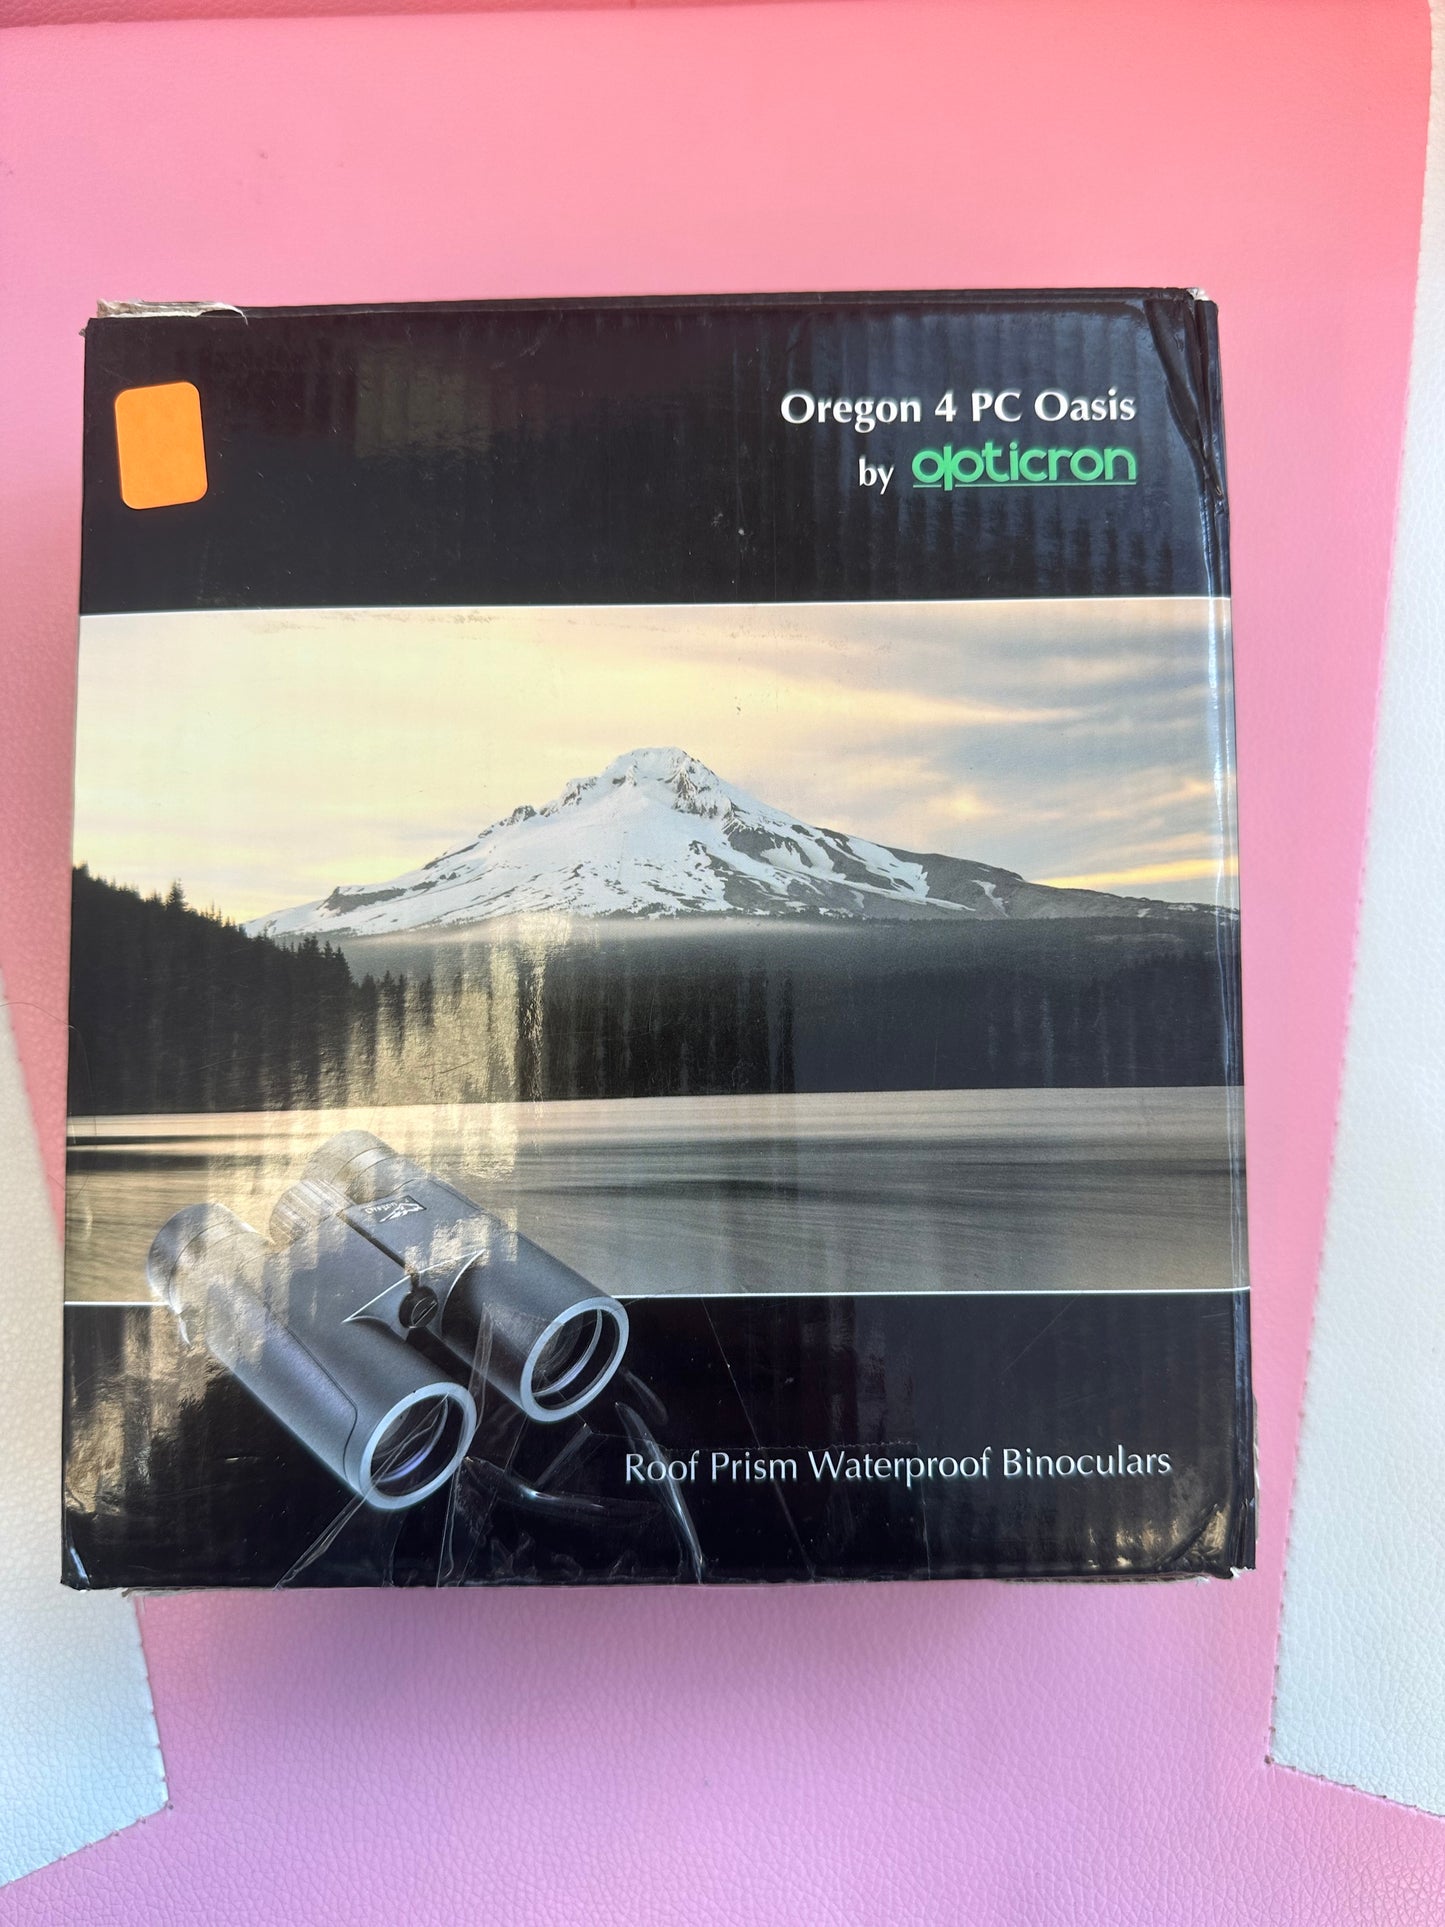 Oregon 4 PC Oasis
by opticron
Roof Prism Waterproof Binoculars